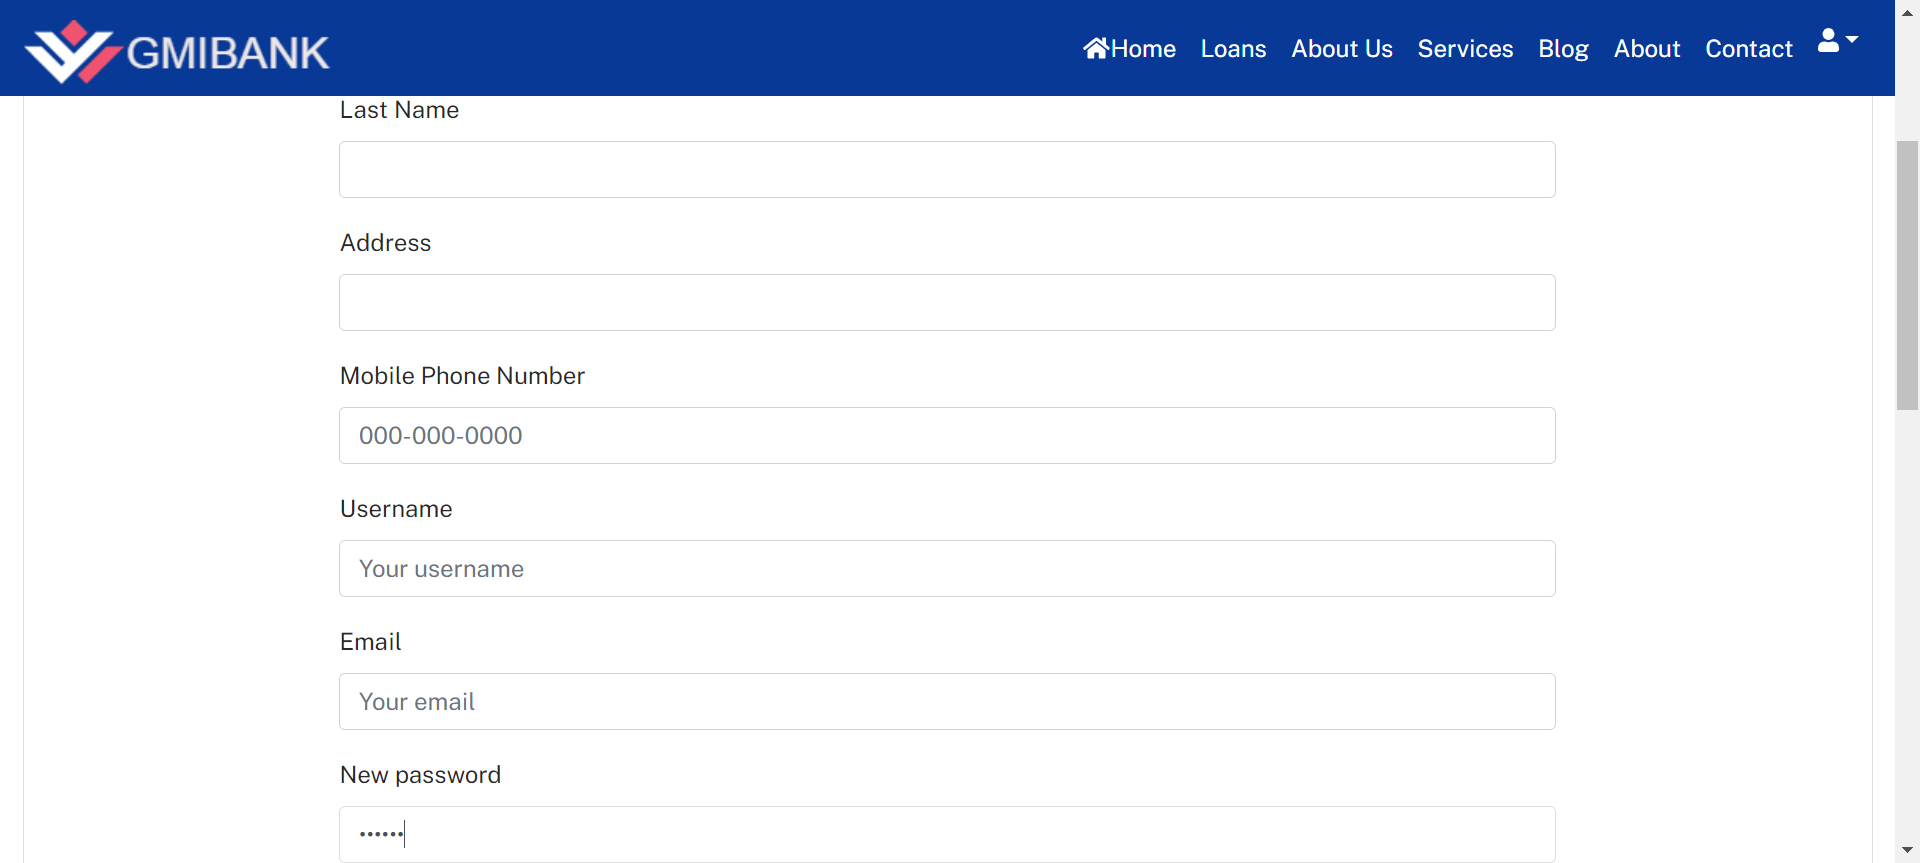 GMIBANK
Home Loans About Us Services Blog About Contact
Last Name
Address
Mobile Phone Number
000-000-0000
Username
Your username
Email
Your email
New password
••••••